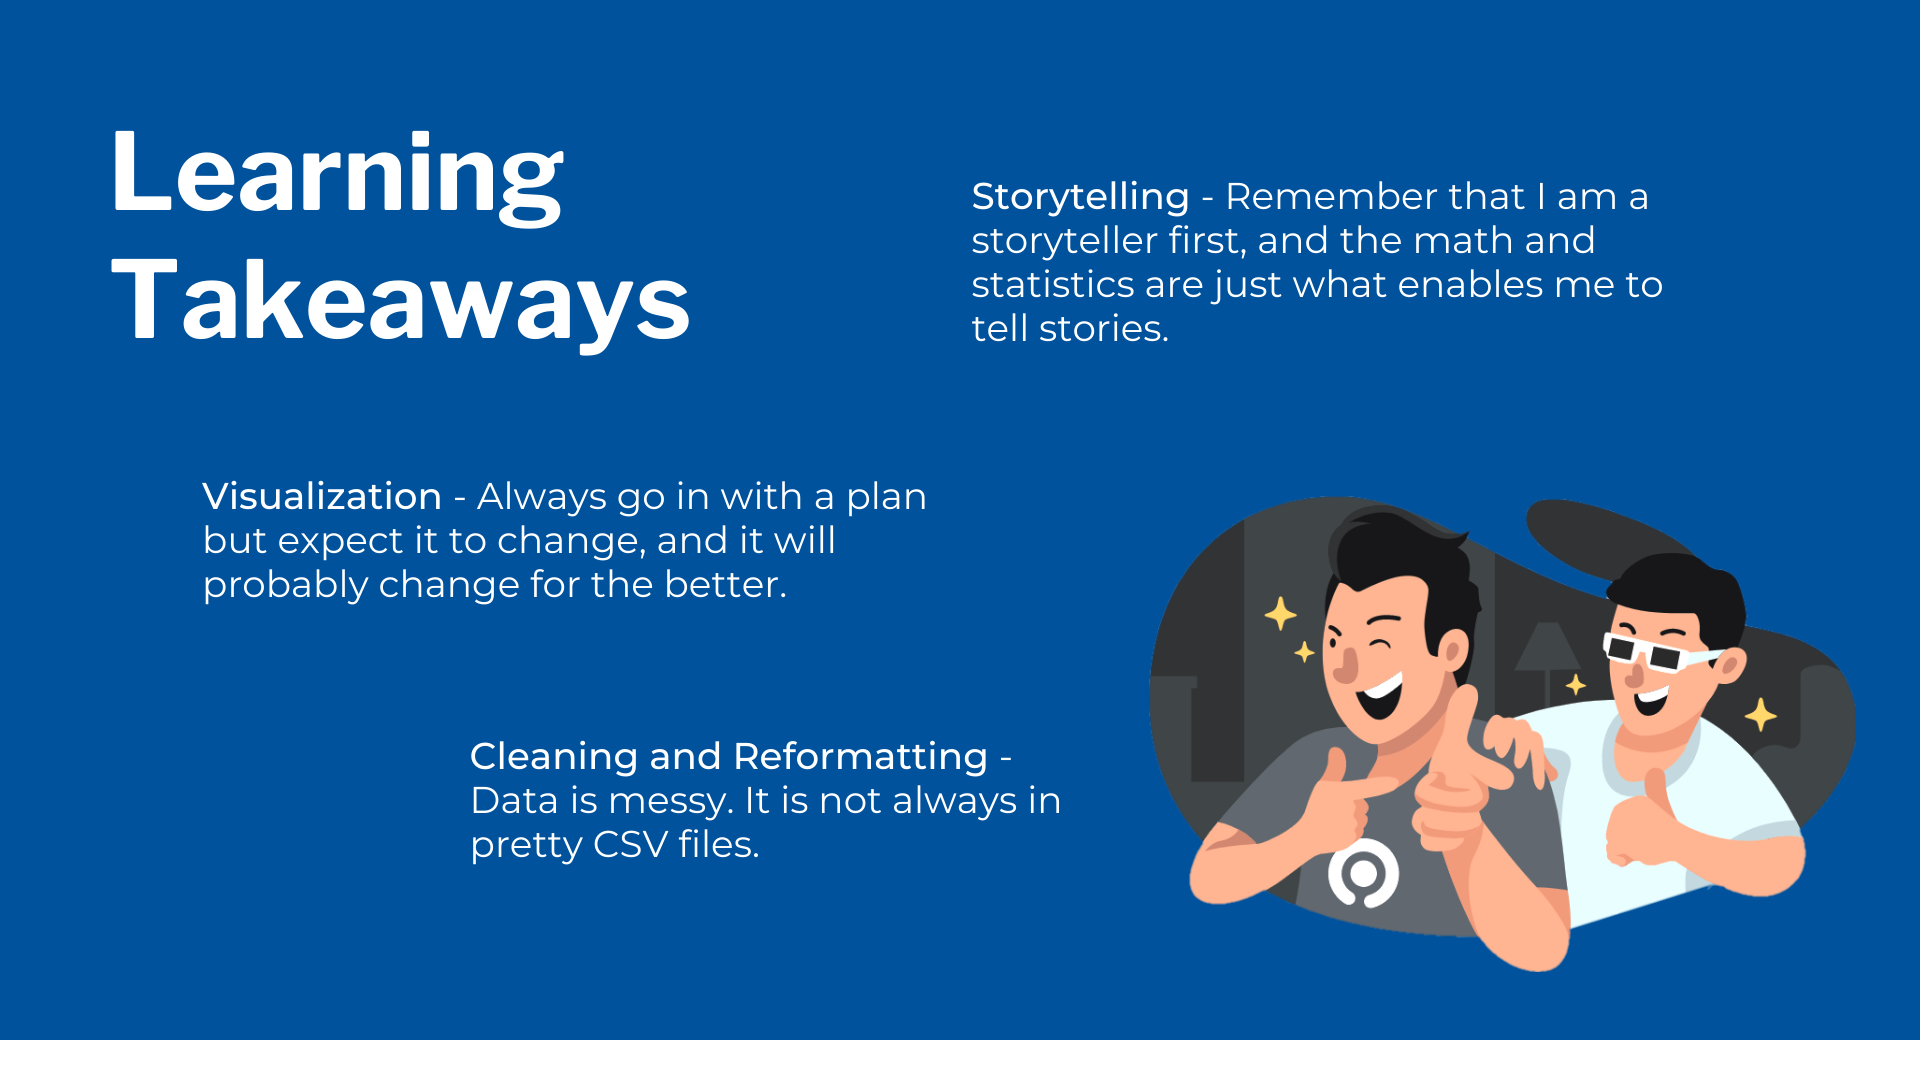 Learning
Takeaways
Storytelling - Remember that I am a
storyteller first, and the math and
statistics are just what enables me to
tell stories.
Visualization - Always go in with a plan
but expect it to change, and it will
probably change for the better.
Cleaning and Reformatting -
Data is messy. It is not always in
pretty CSV files.